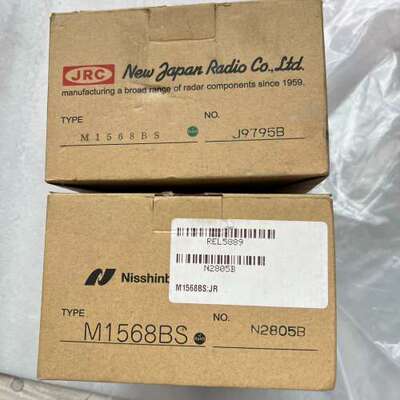 JRC New Japan Radio Co., Ltd.
manufacturing a broad range of radar components since 1959.
TYPE NO.
M1568BS J9795B
REL5889
N2805B
Nisshinb
M1568BS:JR
TYPE NO.
M1568BS N2805B